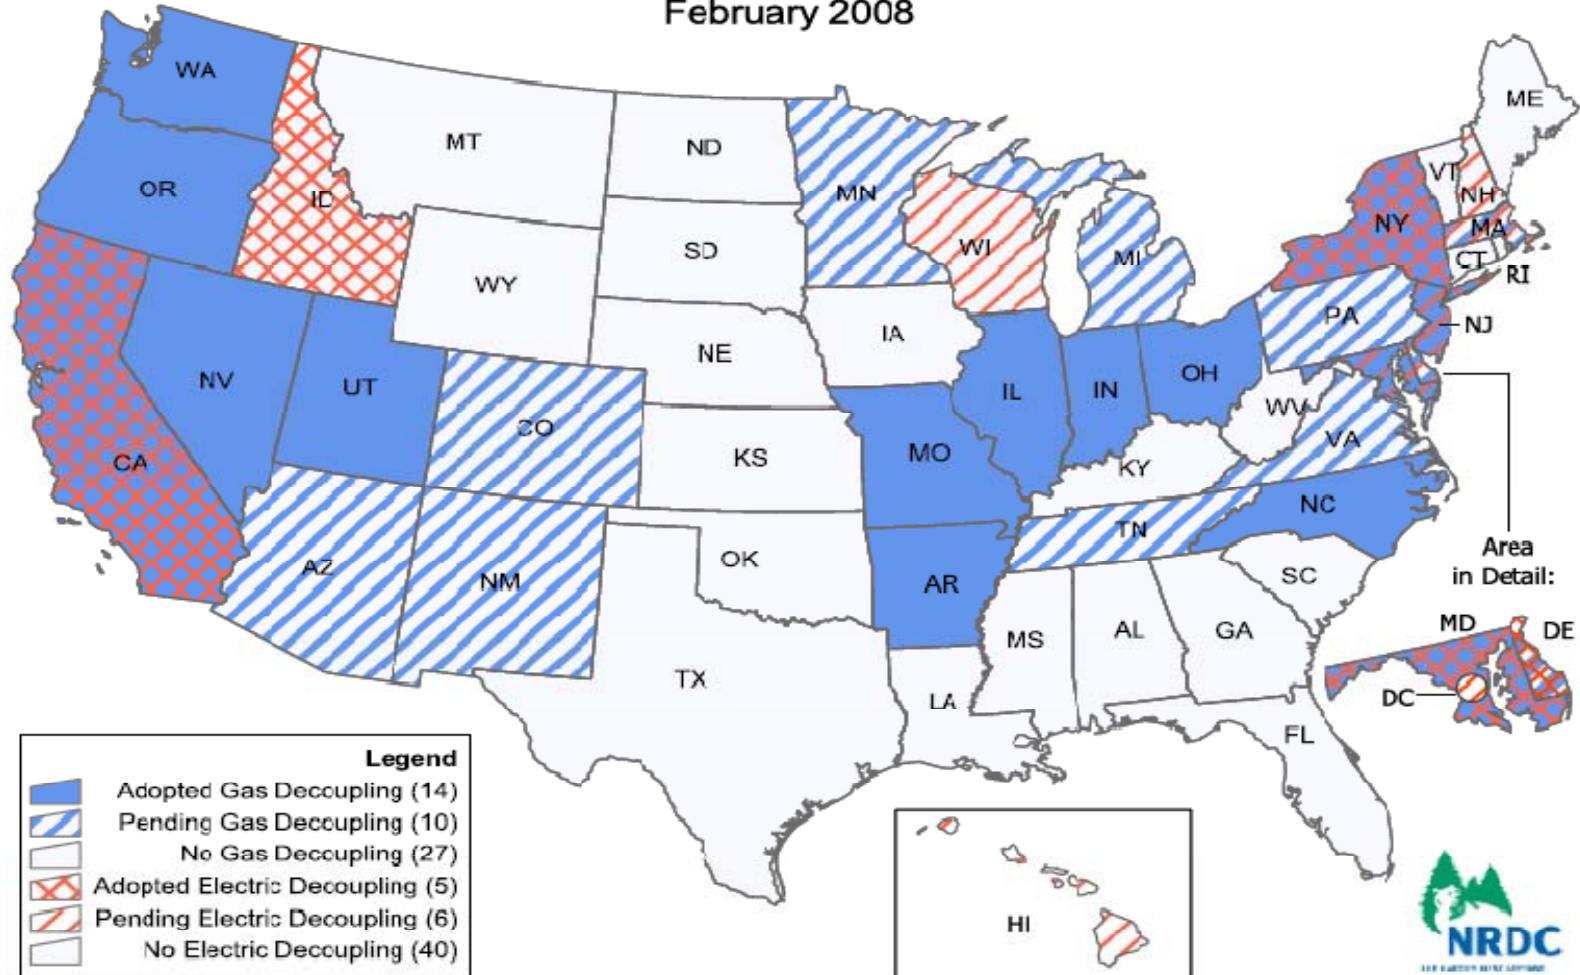 February 2008
WA
MT
ND
ME
OR
ID
MN
VT
NH
NY
MA
SD
WI
MI
CT
RI
WY
IA
PA
NJ
NE
NV
UT
IL
IN
OH
CO
WV
CA
KS
MO
VA
KY
NC
TN
AZ
NM
OK
AR
SC
Area
in Detail:
MS
AL
GA
MD
DE
TX
LA
DC
FL
Legend
Adopted Gas Decoupling (14)
Pending Gas Decoupling (10)
No Gas Decoupling (27)
Adopted Electric Decoupling (5)
Pending Electric Decoupling (6)
No Electric Decoupling (40)
HI
NRDC